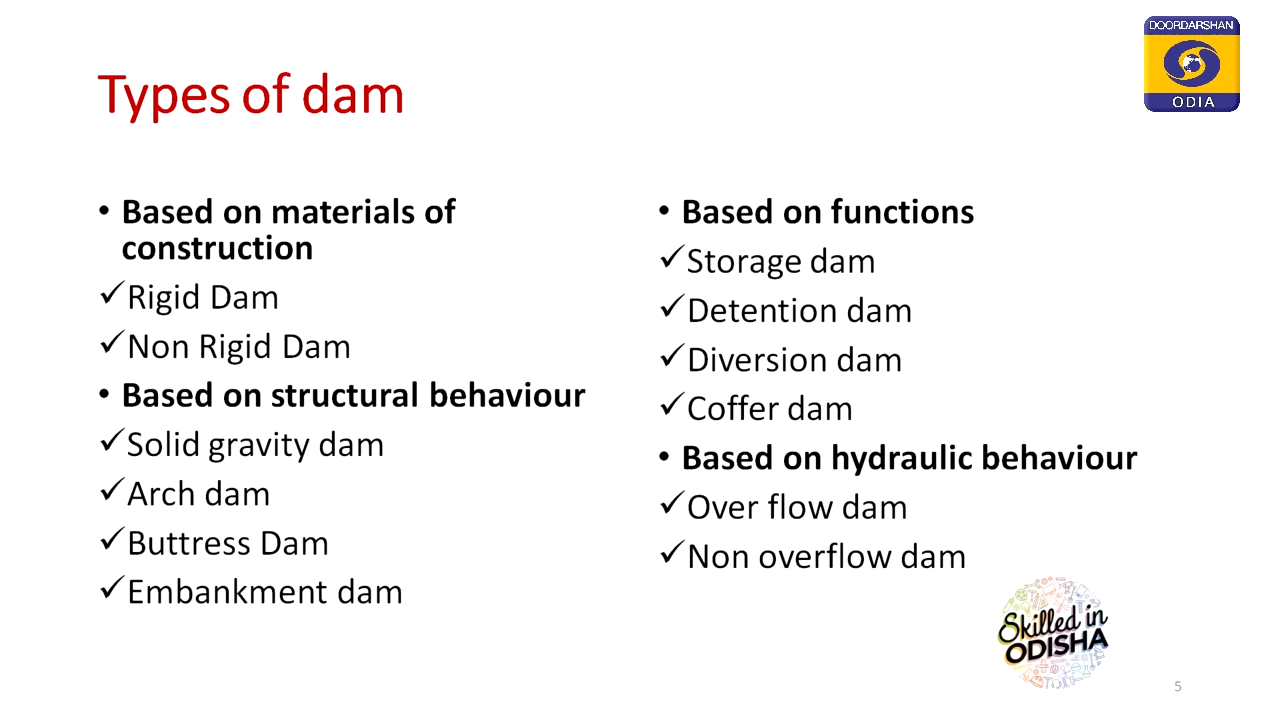 DOORDARSHAN
ODIA
Types of dam
• Based on materials of
construction
✓Rigid Dam
✓Non Rigid Dam
• Based on structural behaviour
✓Solid gravity dam
✓Arch dam
✓Buttress Dam
✓Embankment dam
• Based on functions
✓Storage dam
✓Detention dam
✓Diversion dam
✓Coffer dam
• Based on hydraulic behaviour
✓Over flow dam
✓Non overflow dam
Skilled in
ODISHA
5